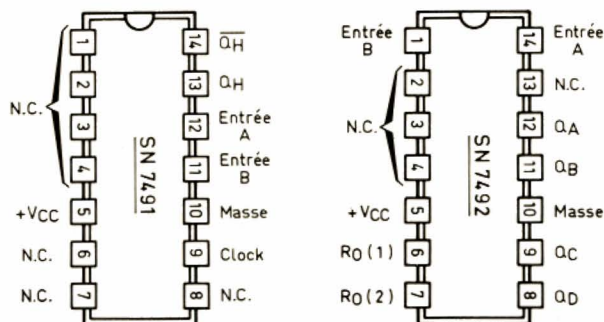 1
2
3
4
5
6
7
N.C.
+VCC
N.C.
N.C.
SN 7491
14
13
12
11
10
9
8
Q̅H̅
QH
Entrée
A
Entrée
B
Masse
Clock
N.C.
Entrée
B
N.C.
+VCC
RO(1)
RO(2)
1
2
3
4
5
6
7
SN 7492
14
13
12
11
10
9
8
Entrée
A
N.C.
QA
QB
Masse
QC
QD